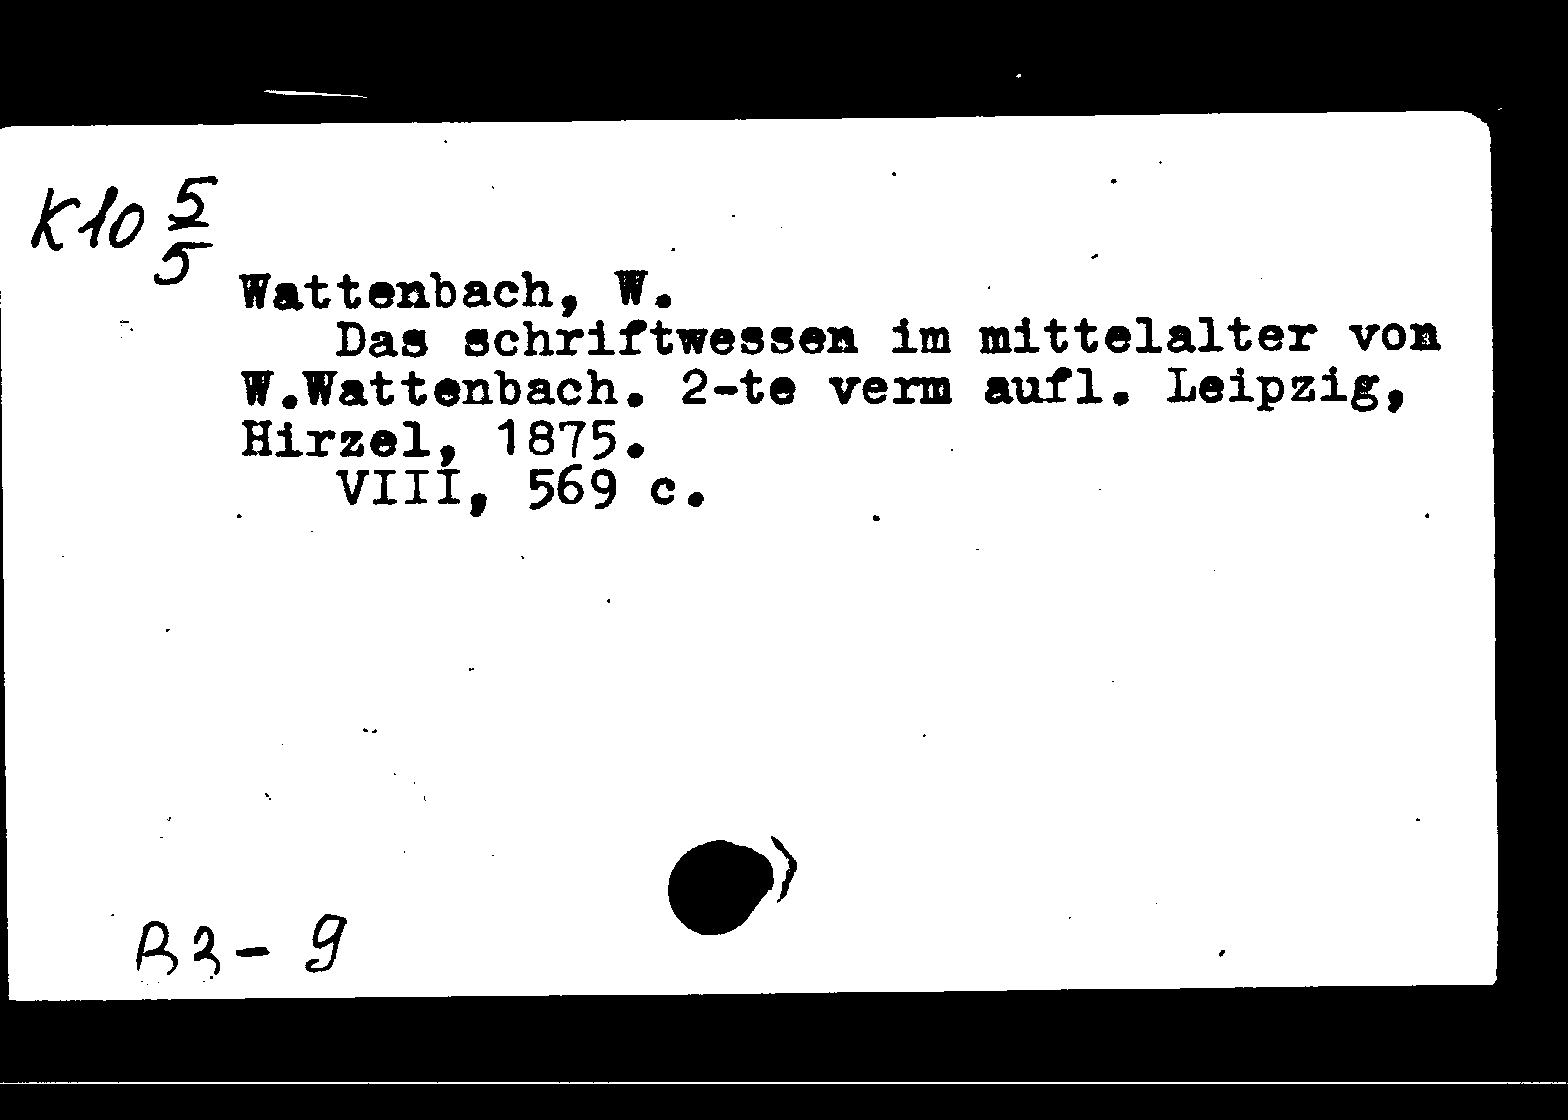 K10 5/5
Wattenbach, W.
Das schriftwessen im mittelalter von
W.Wattenbach. 2-te verm aufl. Leipzig,
Hirzel, 1875.
VIII, 569 c.
В3 - 9